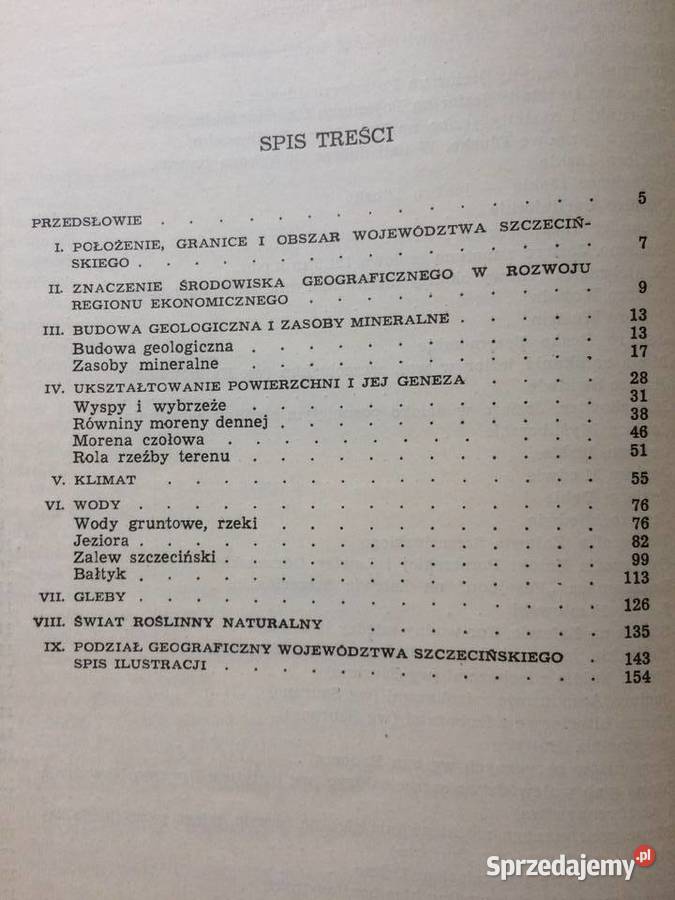 SPIS TREŚCI
PRZEDSŁOWIE . . . . . . . . . . . . . 5
I. POŁOŻENIE, GRANICE I OBSZAR WOJEWÓDZTWA SZCZECIŃ-
SKIEGO . . . . . . . . . . . . . 7
II. ZNACZENIE ŚRODOWISKA GEOGRAFICZNEGO W ROZWOJU
REGIONU EKONOMICZNEGO . . . . . . . . 9
III. BUDOWA GEOLOGICZNA I ZASOBY MINERALNE . . . . 13
Budowa geologiczna . . . . . . . . . . 13
Zasoby mineralne . . . . . . . . . . 17
IV. UKSZTAŁTOWANIE POWIERZCHNI I JEJ GENEZA . . . . 28
Wyspy i wybrzeże . . . . . . . . . . 31
Równiny moreny dennej . . . . . . . . . 38
Morena czołowa . . . . . . . . . . . 46
Rola rzeźby terenu . . . . . . . . . . 51
V. KLIMAT . . . . . . . . . . . . 55
VI. WODY . . . . . . . . . . . . . 76
Wody gruntowe, rzeki . . . . . . . . . 76
Jeziora . . . . . . . . . . . . . 82
Zalew szczeciński . . . . . . . . . . 99
Bałtyk . . . . . . . . . . . . . 113
VII. GLEBY . . . . . . . . . . . . . 126
VIII. ŚWIAT ROŚLINNY NATURALNY . . . . . . . 135
IX. PODZIAŁ GEOGRAFICZNY WOJEWÓDZTWA SZCZECIŃSKIEGO . 143
SPIS ILUSTRACJI . . . . . . . . . . . 154
Sprzedajemy.pl